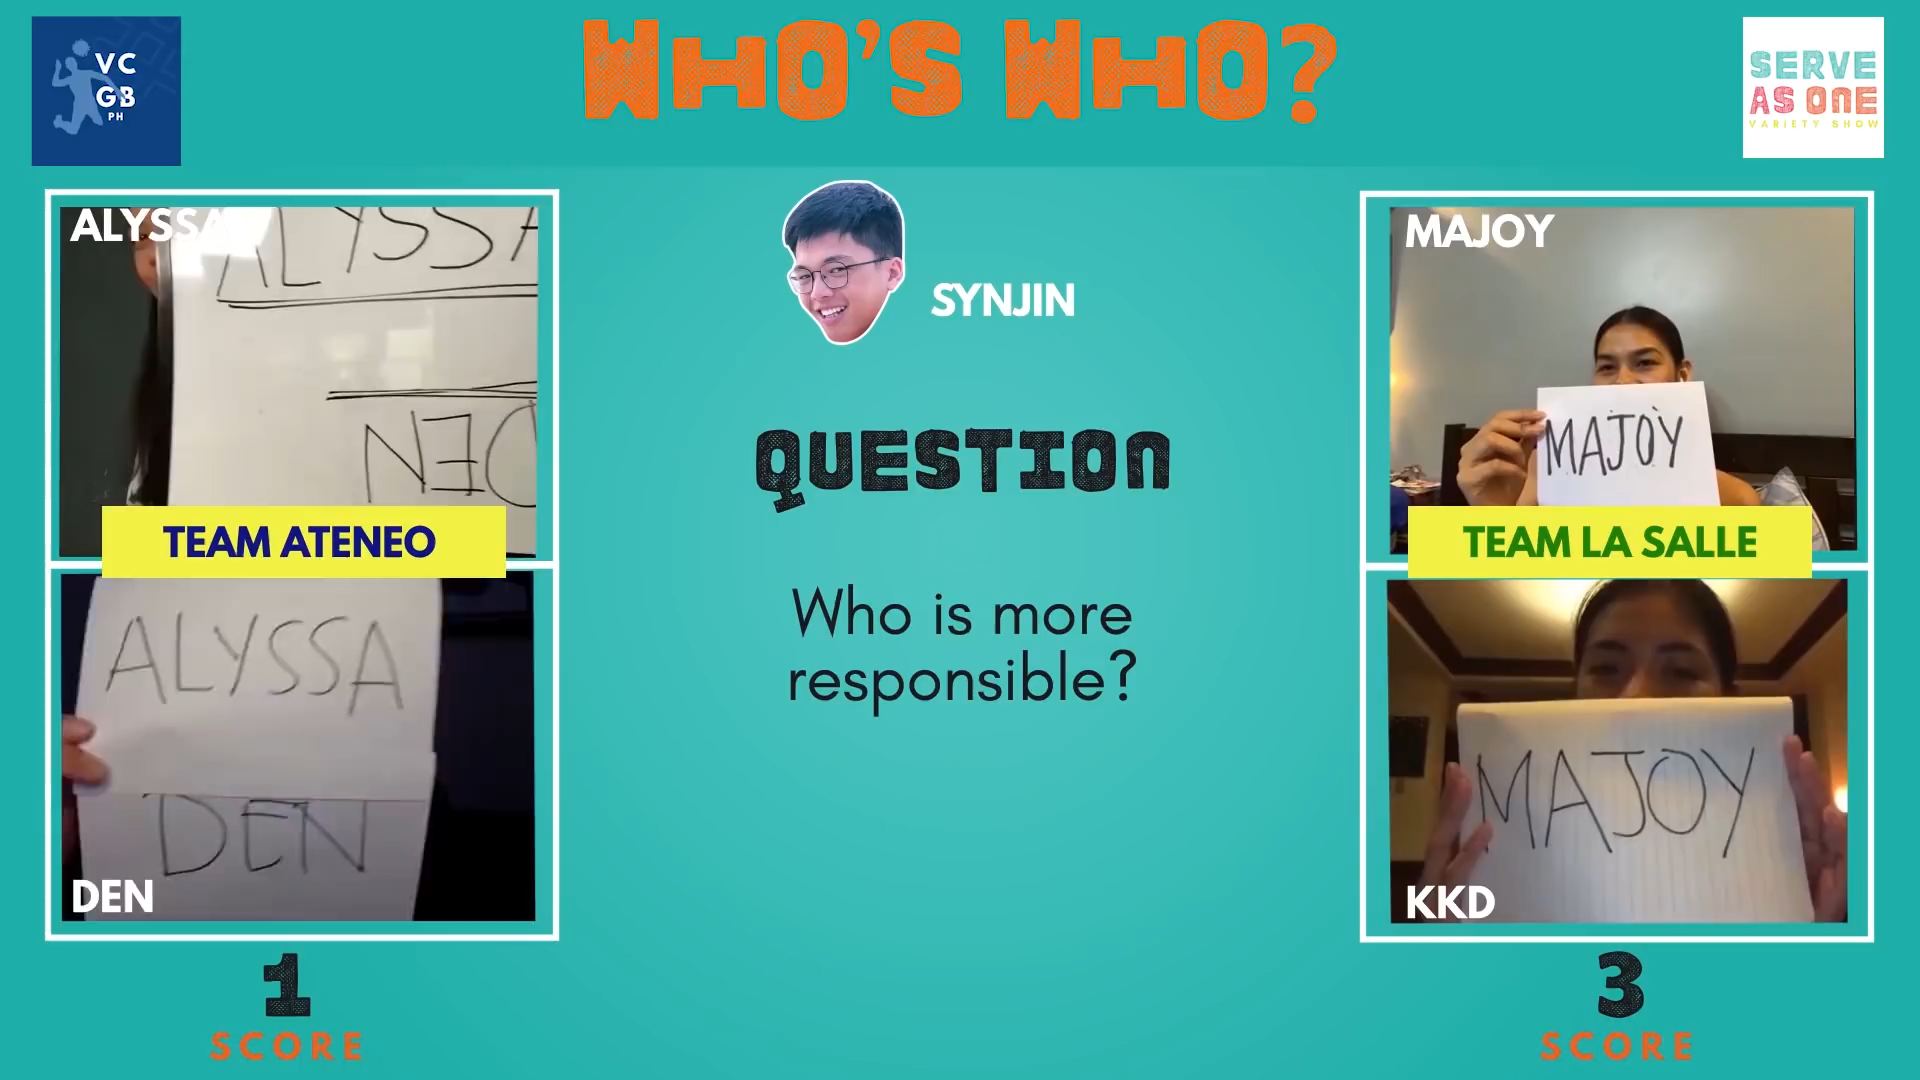 VC
GB
PH
WHO'S WHO?
SERVE
AS ONE
VARIETY SHOW
ALYSSA
ALYSSA
DEN
TEAM ATENEO
ALYSSA
DEN
DEN
1
SCORE
SYNJIN
QUESTION
Who is more
responsible?
MAJOY
MAJOY
TEAM LA SALLE
MAJOY
KKD
3
SCORE